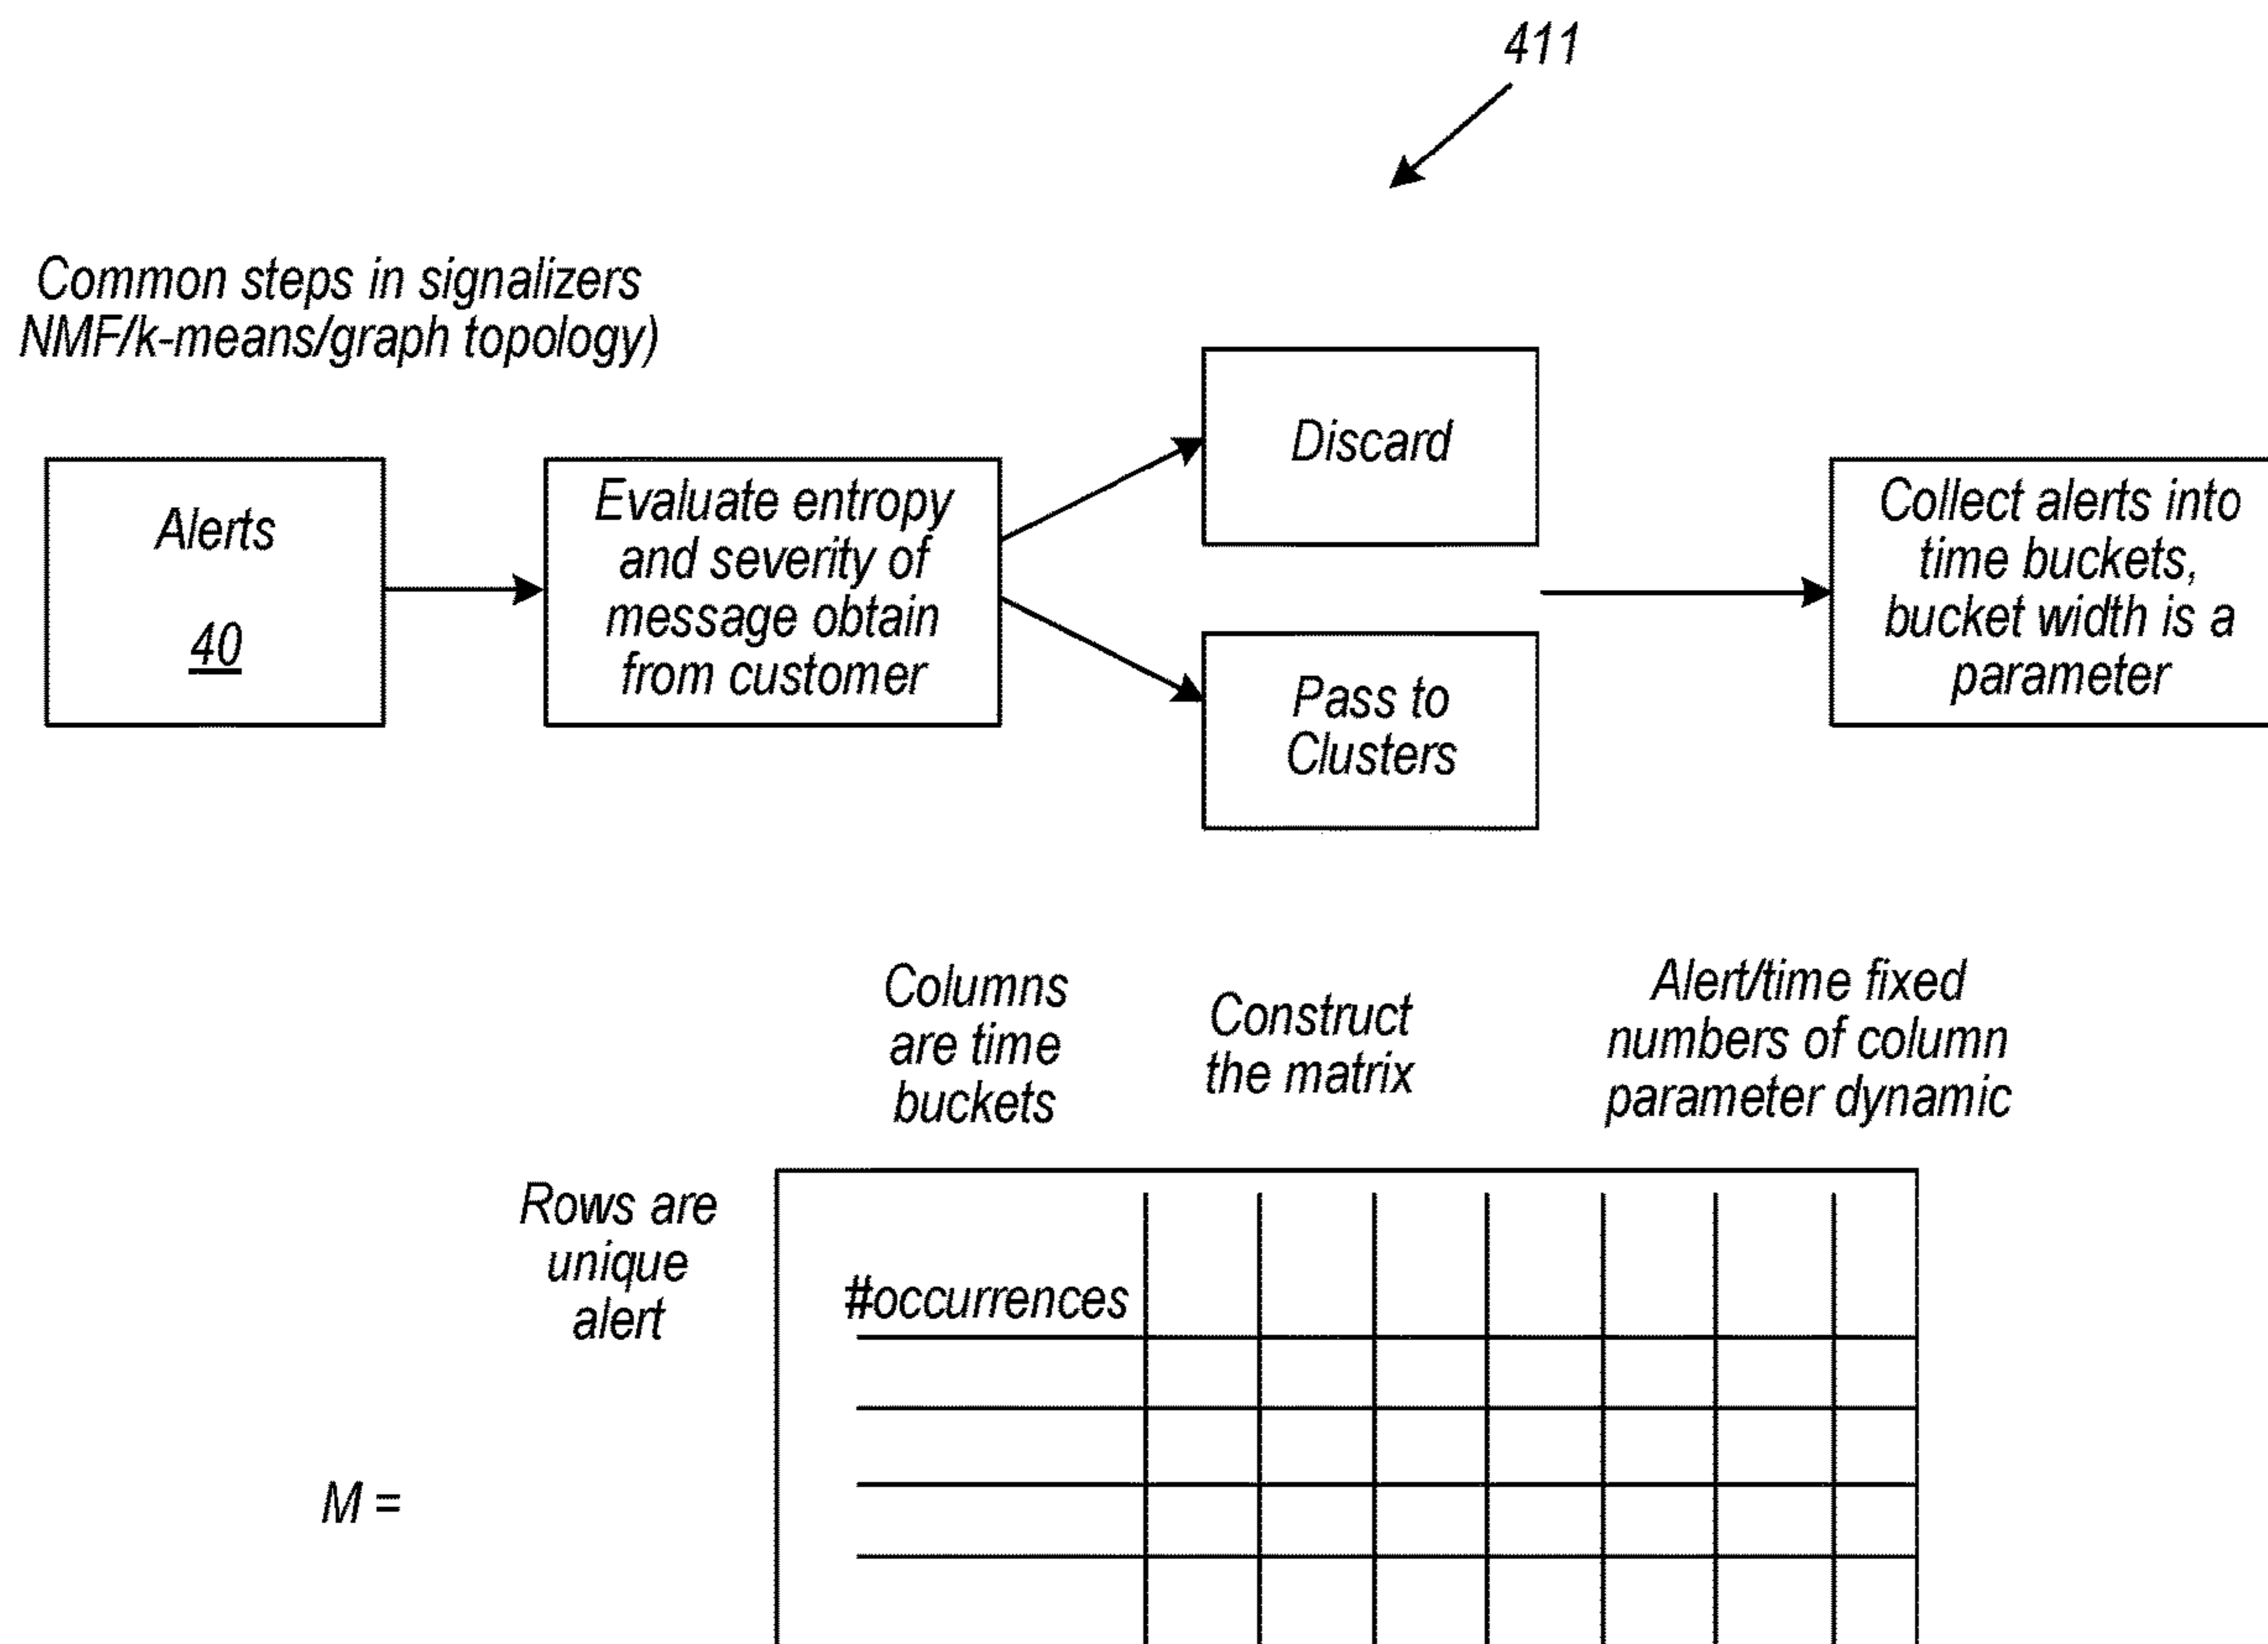 411
Common steps in signalizers
NMF/k-means/graph topology)
Alerts
40
Evaluate entropy
and severity of
message obtain
from customer
Discard
Pass to
Clusters
Collect alerts into
time buckets,
bucket width is a
parameter
Columns
are time
buckets
Construct
the matrix
Alert/time fixed
numbers of column
parameter dynamic
Rows are
unique
alert
#occurrences
M =